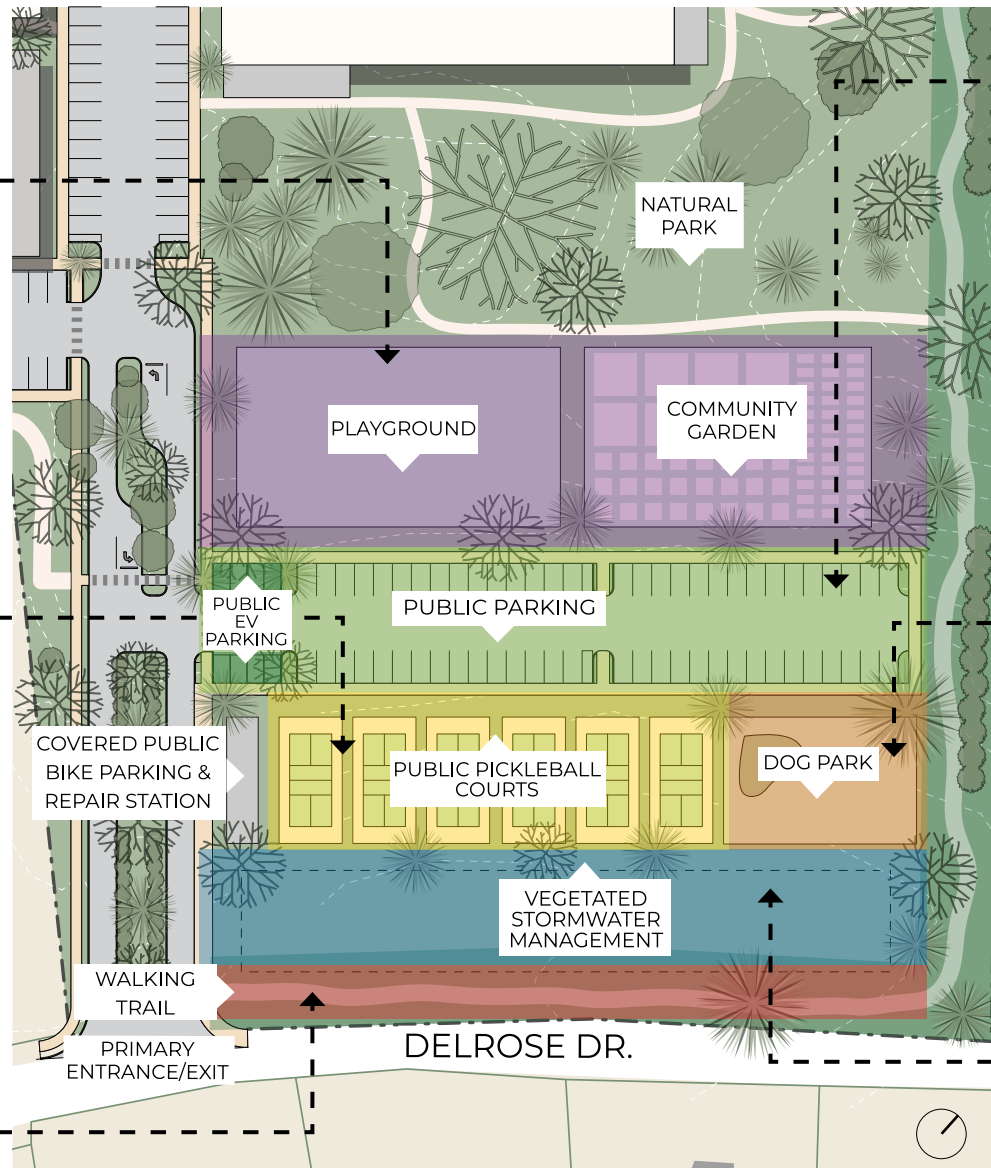 NATURAL
PARK
PLAYGROUND
COMMUNITY
GARDEN
PUBLIC
EV
PARKING
PUBLIC PARKING
COVERED PUBLIC
BIKE PARKING &
REPAIR STATION
PUBLIC PICKLEBALL
COURTS
DOG PARK
VEGETATED
STORMWATER
MANAGEMENT
WALKING
TRAIL
PRIMARY
ENTRANCE/EXIT
DELROSE DR.